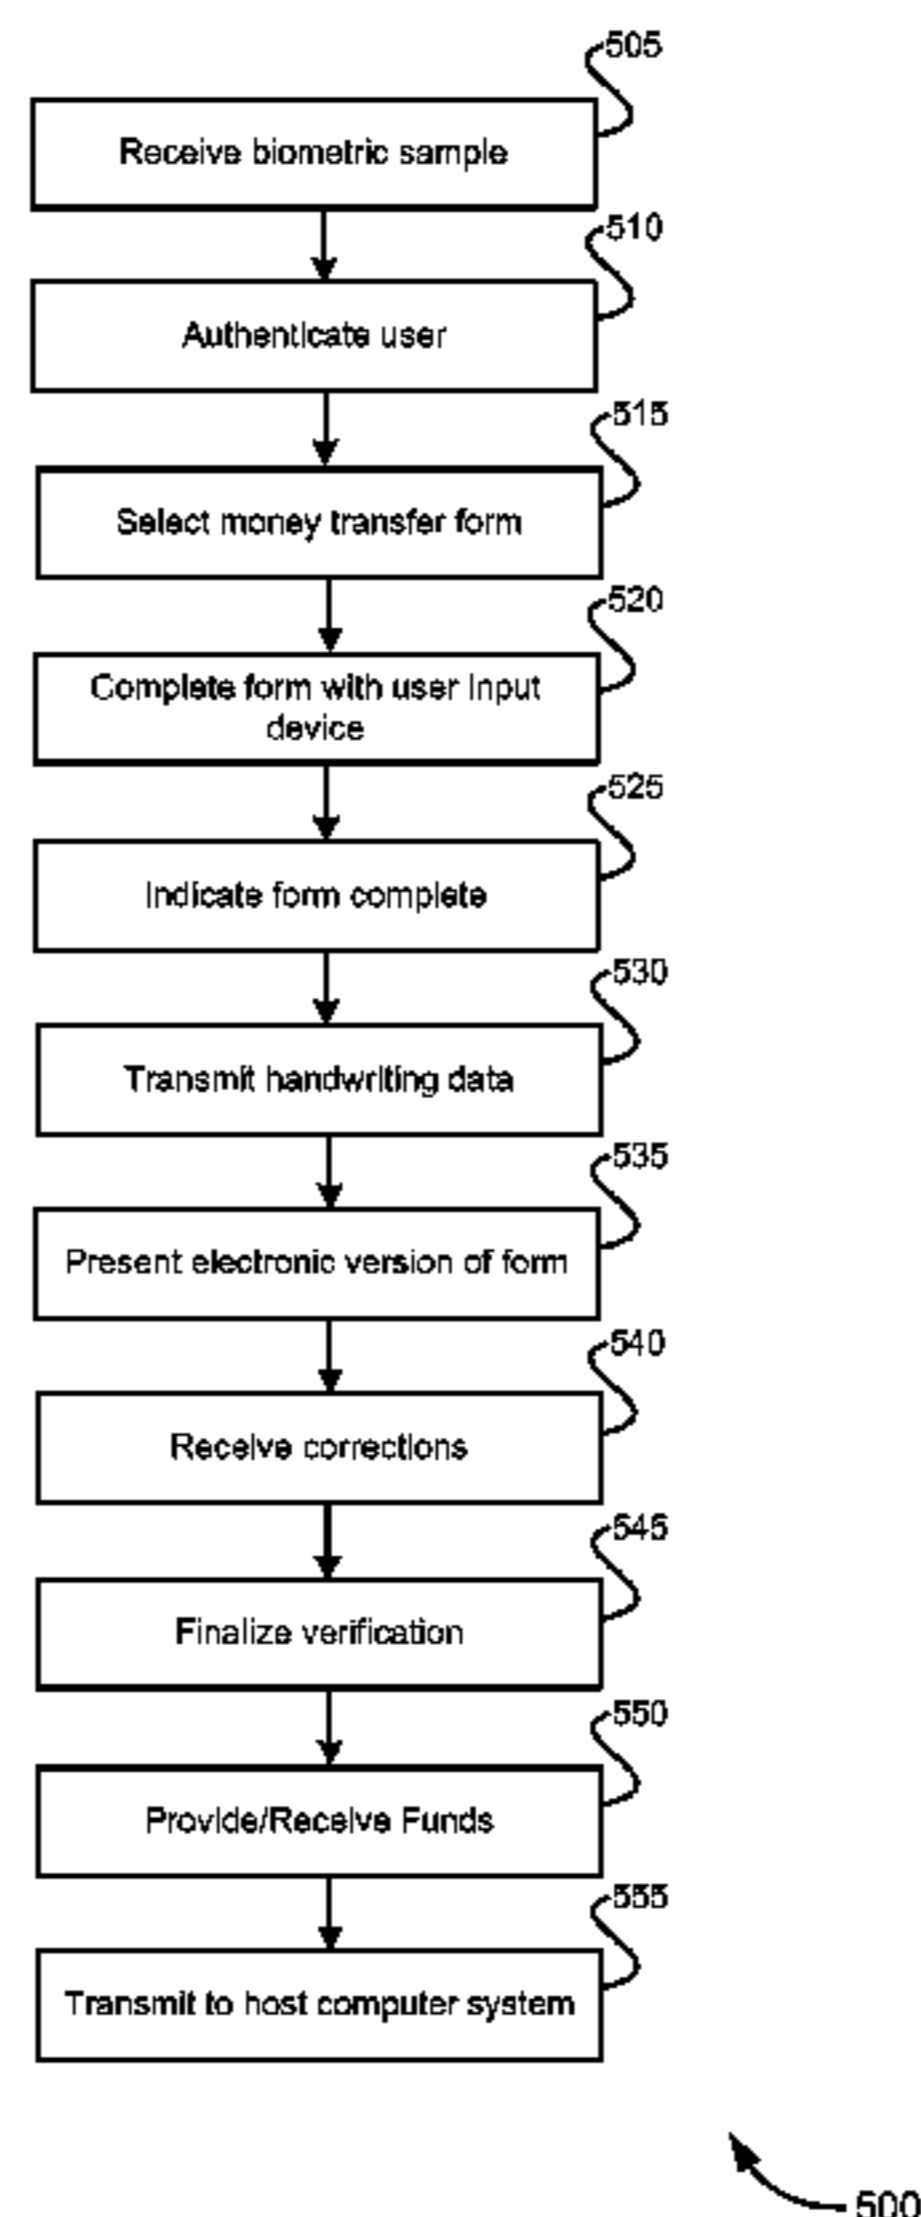 505
Receive biometric sample
510
Authenticate user
515
Select money transfer form
520
Complete form with user input
device
525
Indicate form complete
530
Transmit handwriting data
535
Present electronic version of form
540
Receive corrections
545
Finalize verification
550
Provide/Receive Funds
555
Transmit to host computer system
500